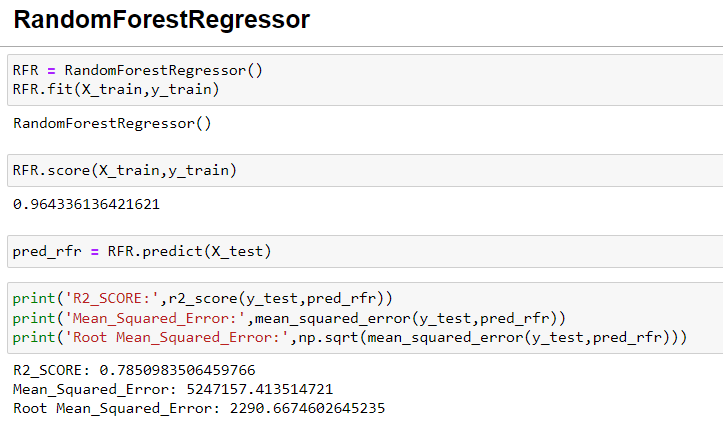 RandomForestRegressor
RFR = RandomForestRegressor()
RFR.fit(X_train,y_train)
RandomForestRegressor()
RFR.score(X_train,y_train)
0.964336136421621
pred_rfr = RFR.predict(X_test)
print('R2_SCORE:',r2_score(y_test,pred_rfr))
print('Mean_Squared_Error:',mean_squared_error(y_test,pred_rfr))
print('Root Mean_Squared_Error:',np.sqrt(mean_squared_error(y_test,pred_rfr)))
R2_SCORE: 0.7850983506459766
Mean_Squared_Error: 5247157.413514721
Root Mean_Squared_Error: 2290.6674602645235